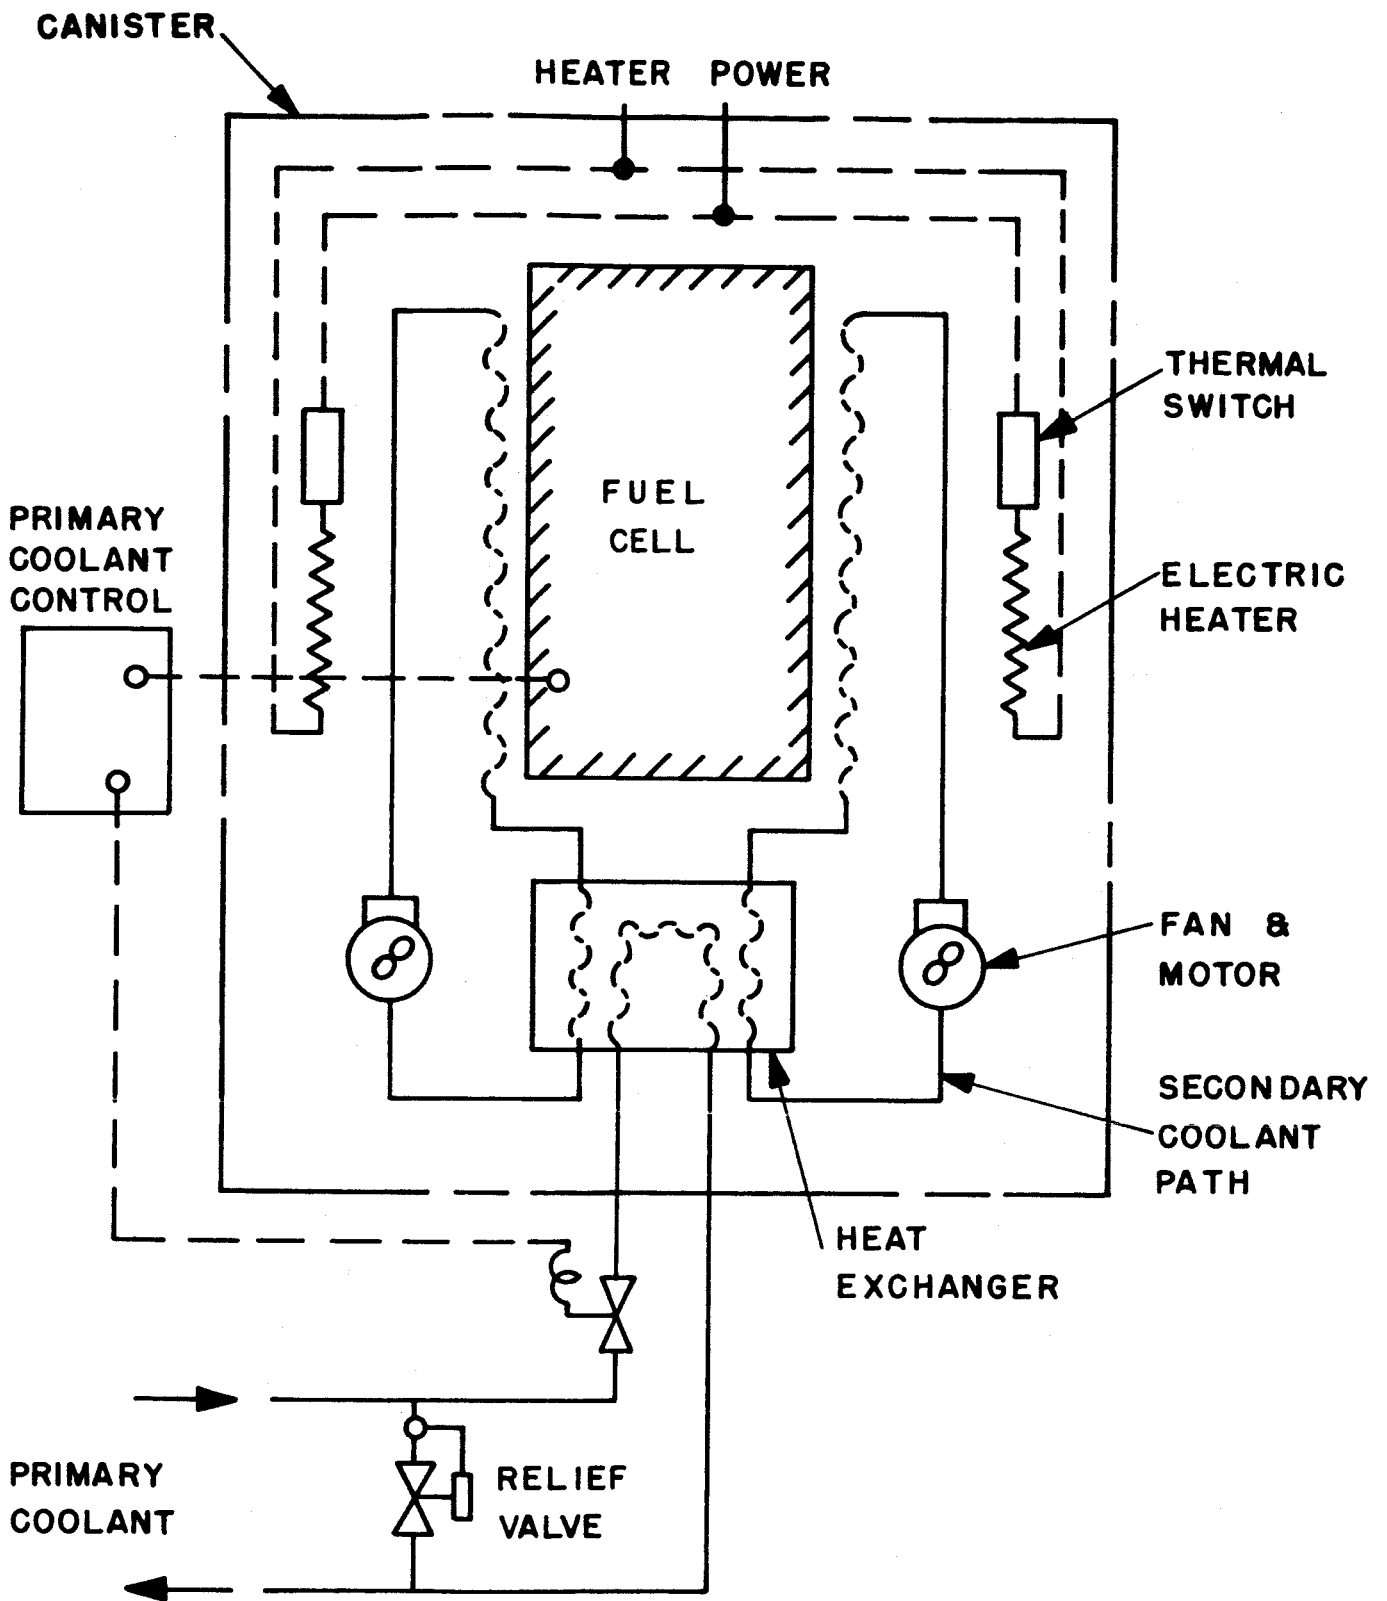 CANISTER
HEATER POWER
THERMAL
SWITCH
FUEL
CELL
PRIMARY
COOLANT
CONTROL
ELECTRIC
HEATER
FAN &
MOTOR
SECONDARY
COOLANT
PATH
HEAT
EXCHANGER
PRIMARY
COOLANT
RELIEF
VALVE